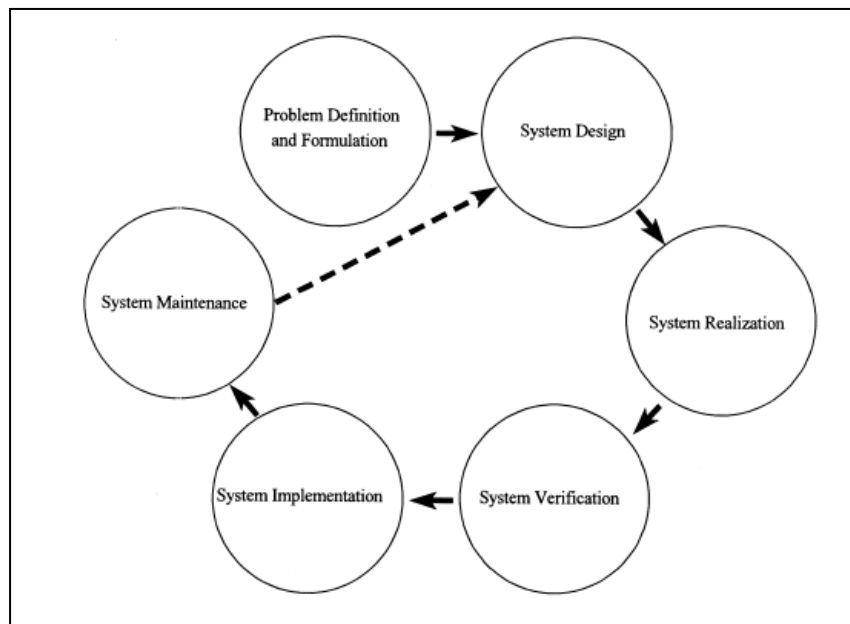 Problem Definition
and Formulation
System Design
System Realization
System Verification
System Implementation
System Maintenance